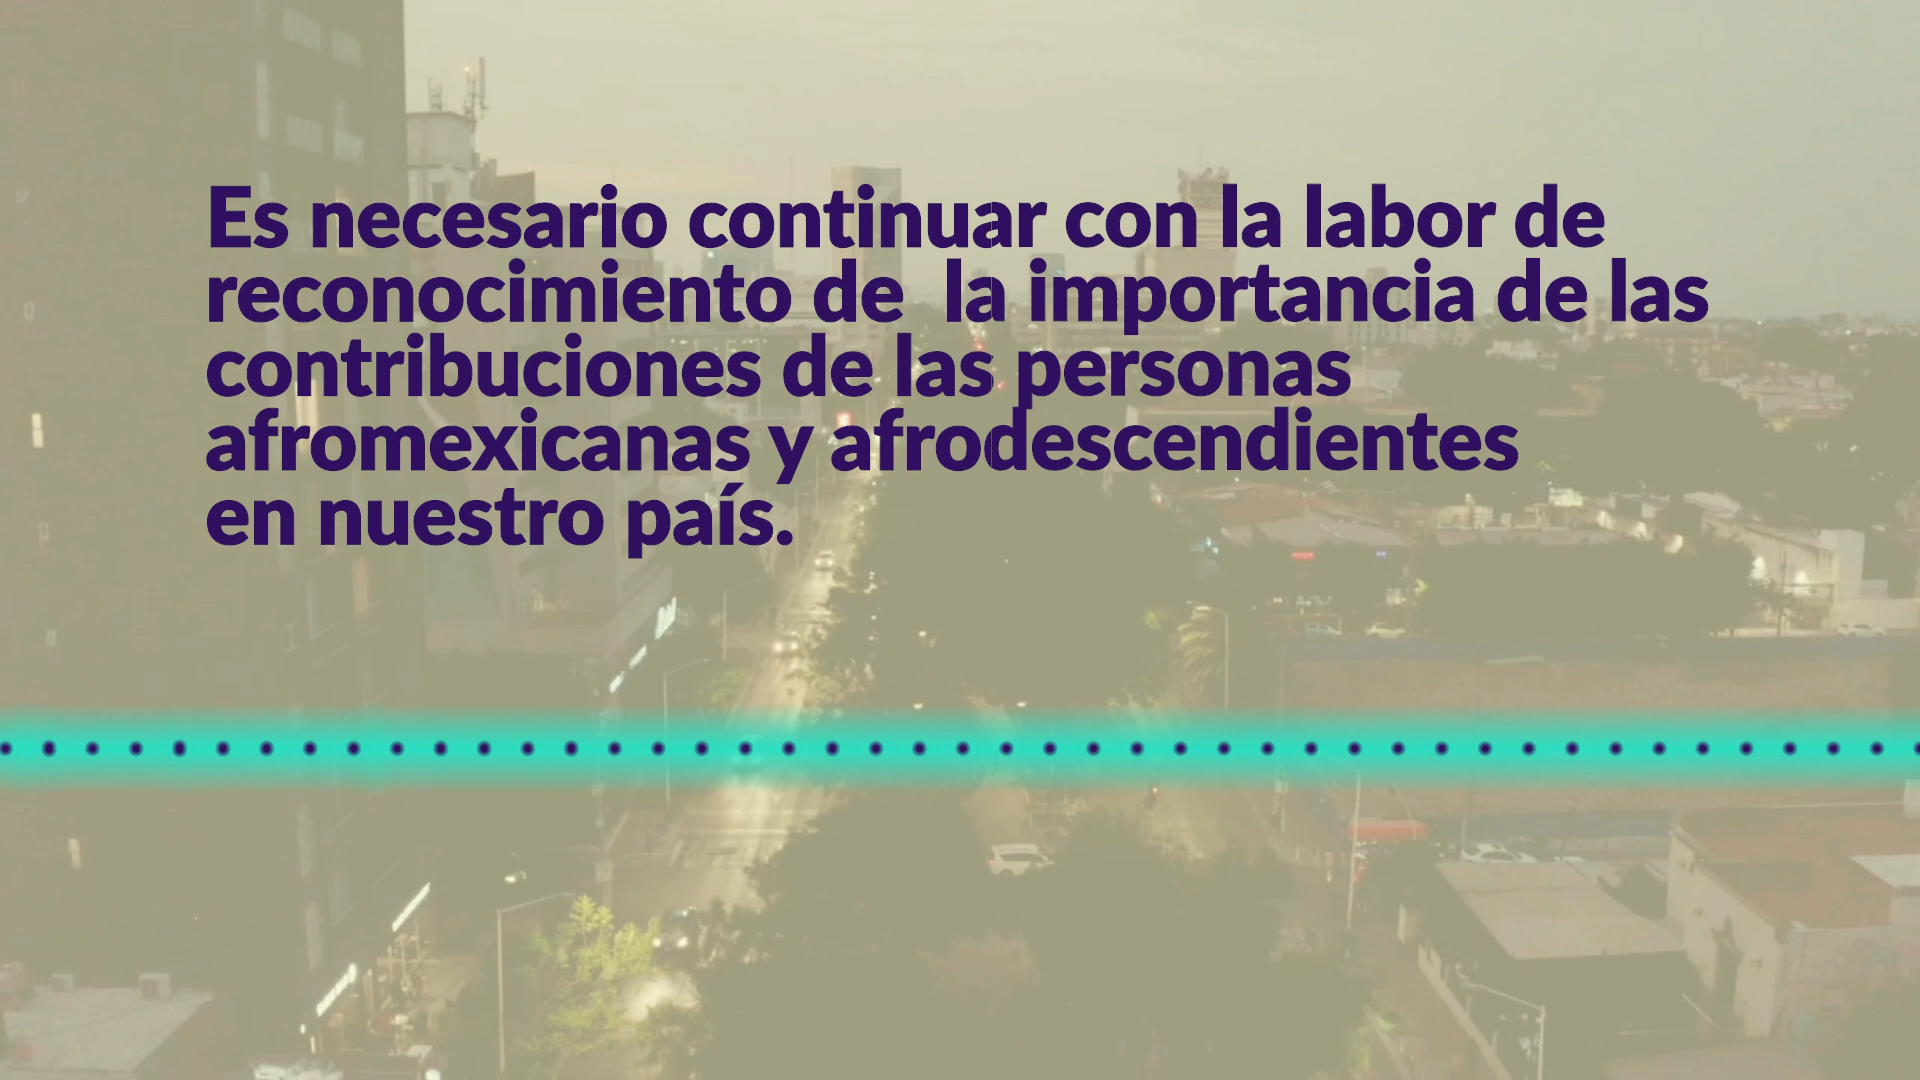 Es necesario continuar con la labor de
reconocimiento de  la importancia de las
contribuciones de las personas
afromexicanas y afrodescendientes
en nuestro país.